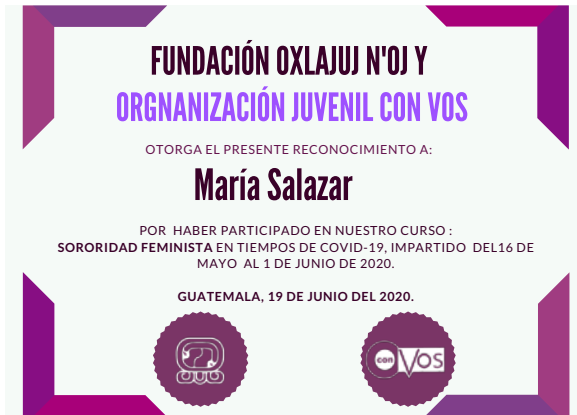 FUNDACIÓN OXLAJUJ N'OJ Y
ORGNANIZACIÓN JUVENIL CON VOS
OTORGA EL PRESENTE RECONOCIMIENTO A:
María Salazar
POR HABER PARTICIPADO EN NUESTRO CURSO :
SORORIDAD FEMINISTA EN TIEMPOS DE COVID-19, IMPARTIDO DEL16 DE
MAYO AL 1 DE JUNIO DE 2020.
GUATEMALA, 19 DE JUNIO DEL 2020.
con Vos